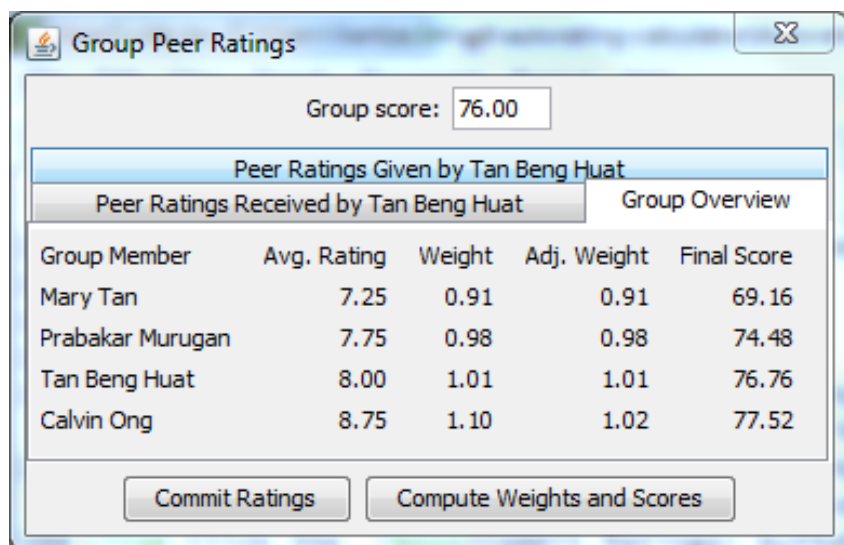 Group Peer Ratings
Group score: 76.00
Peer Ratings Given by Tan Beng Huat
Peer Ratings Received by Tan Beng Huat Group Overview
Group Member Avg. Rating Weight Adj. Weight Final Score
Mary Tan 7.25 0.91 0.91 69.16
Prabakar Murugan 7.75 0.98 0.98 74.48
Tan Beng Huat 8.00 1.01 1.01 76.76
Calvin Ong 8.75 1.10 1.02 77.52
Commit Ratings Compute Weights and Scores